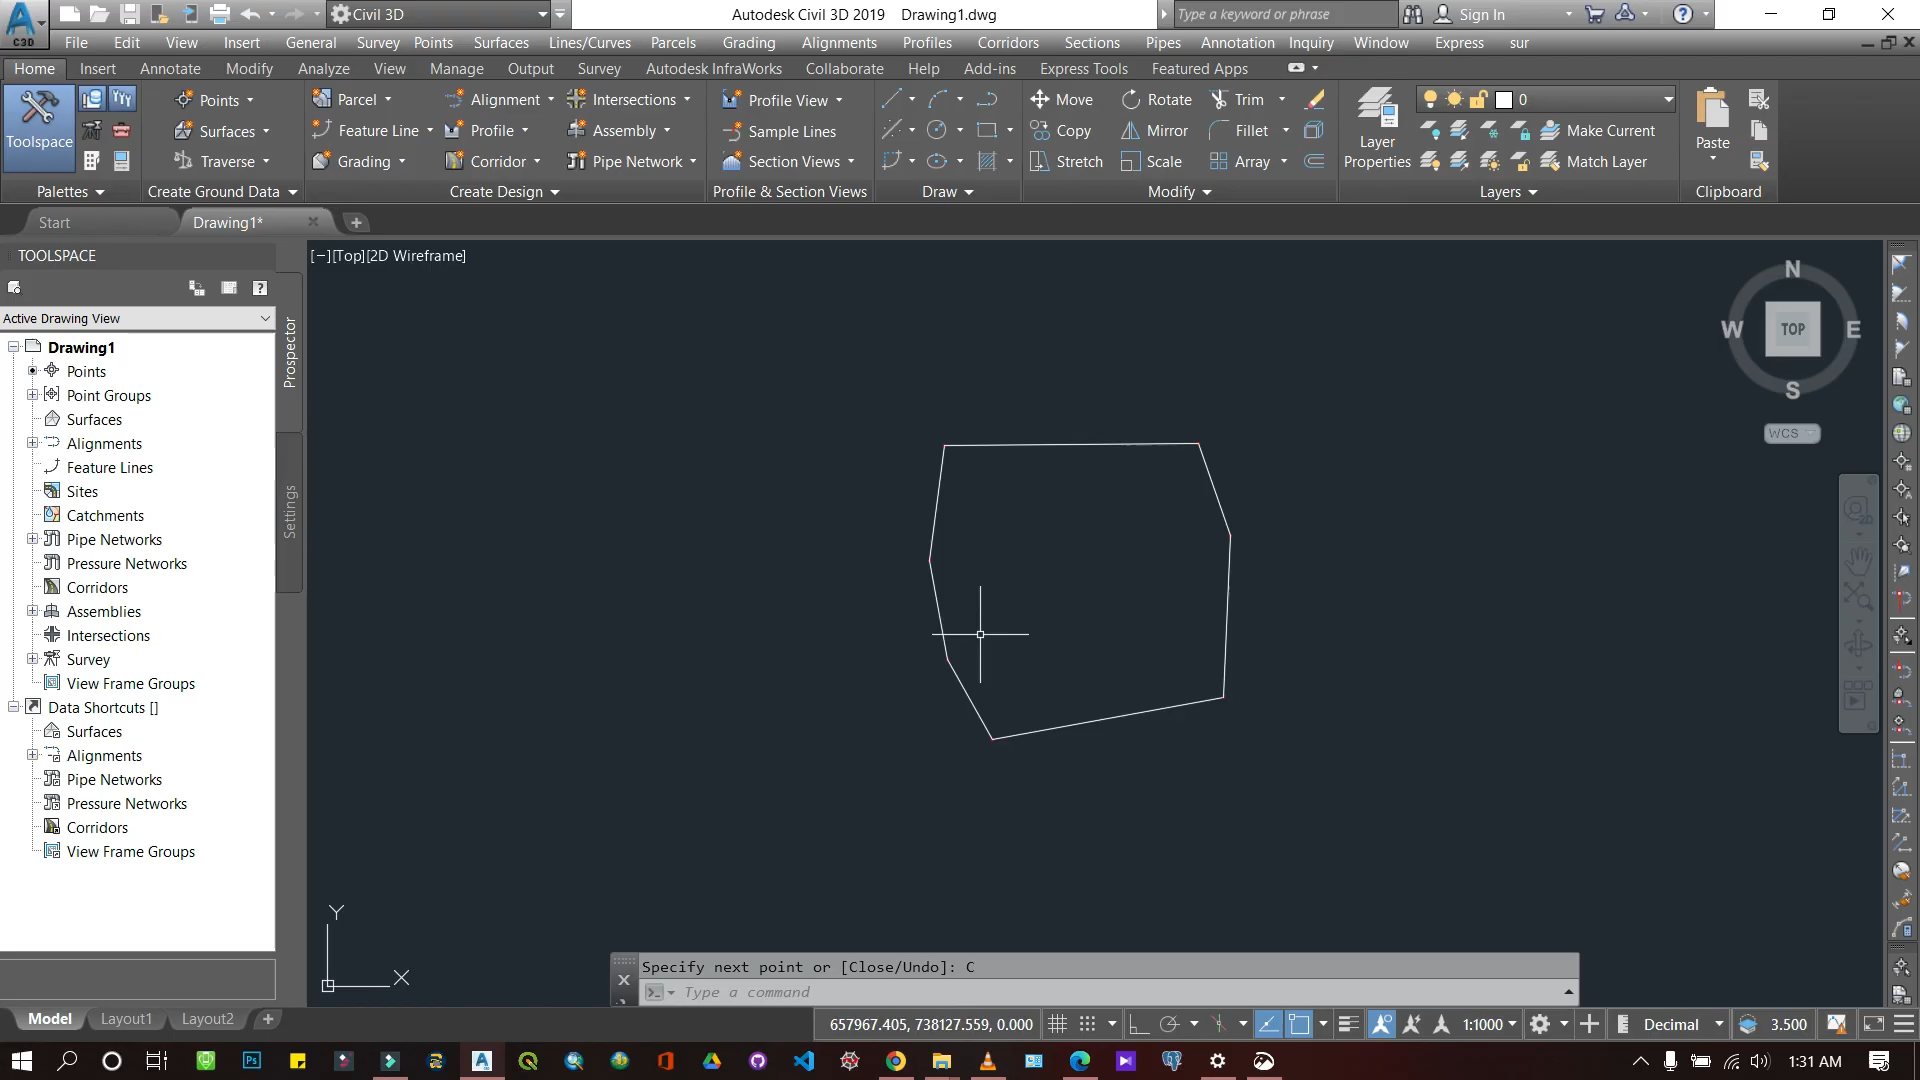 C3D
Civil 3D
Autodesk Civil 3D 2019 Drawing1.dwg
Type a keyword or phrase
Sign In
File Edit View Insert General Survey Points Surfaces Lines/Curves Parcels Grading Alignments Profiles Corridors Sections Pipes Annotation Inquiry Window Express sur
Home Insert Annotate Modify Analyze View Manage Output Survey Autodesk InfraWorks Collaborate Help Add-ins Express Tools Featured Apps
Points Parcel Alignment Intersections Profile View Move Rotate Trim 0
Toolspace Surfaces Feature Line Profile Assembly Sample Lines Copy Mirror Fillet Layer Properties Make Current Paste
Traverse Grading Corridor Pipe Network Section Views Stretch Scale Array Match Layer
Palettes Create Ground Data Create Design Profile & Section Views Draw Modify Layers Clipboard
Start Drawing1*
TOOLSPACE
[−][Top][2D Wireframe]
Active Drawing View
Drawing1
Points
Point Groups
Surfaces
Alignments
Feature Lines
Sites
Catchments
Pipe Networks
Pressure Networks
Corridors
Assemblies
Intersections
Survey
View Frame Groups
Data Shortcuts []
Surfaces
Alignments
Pipe Networks
Pressure Networks
Corridors
View Frame Groups
Prospector
Settings
N
W TOP E
S
WCS
Y
X
Specify next point or [Close/Undo]: C
Type a command
Model Layout1 Layout2
657967.405, 738127.559, 0.000
1:1000
Decimal
3.500
Ps
1:31 AM